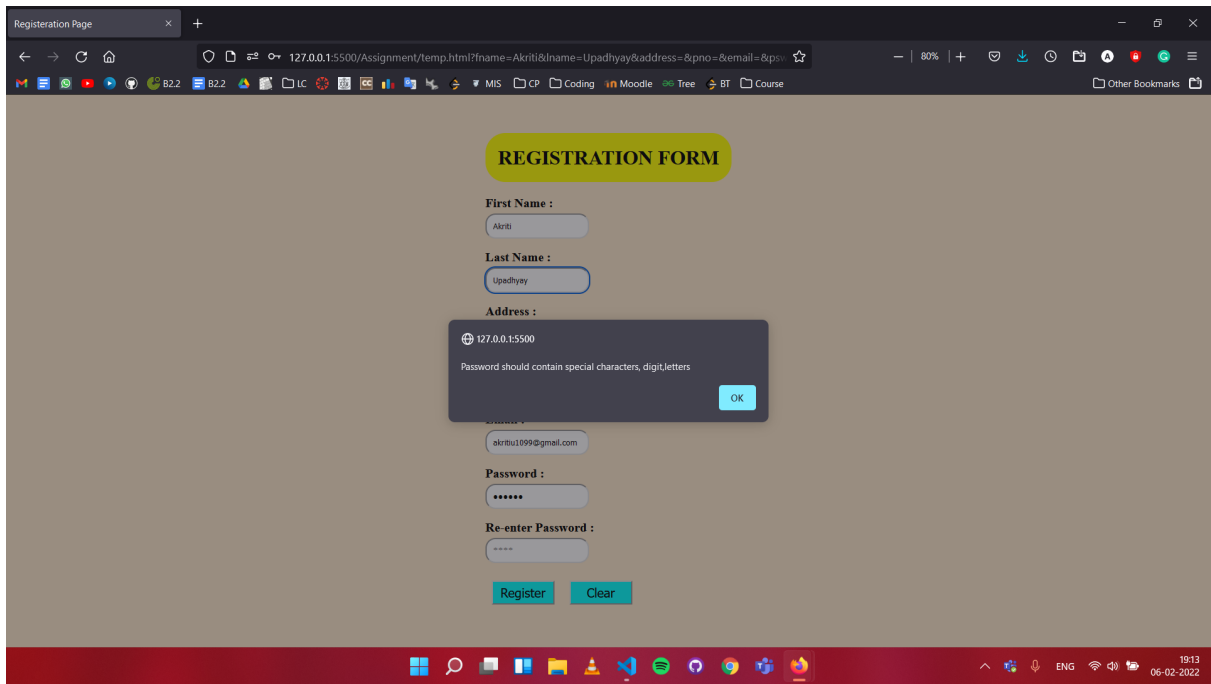 Registeration Page
127.0.0.1:5500/Assignment/temp.html?fname=Akriti&lname=Upadhyay&address=&pno=&email=&psw
80%
B2.2 B2.2 LC CC MIS CP Coding Moodle Tree BT Course Other Bookmarks
REGISTRATION FORM
First Name :
Akriti
Last Name :
Upadhyay
Address :
127.0.0.1:5500
Password should contain special characters, digit,letters
OK
akritiu1099@gmail.com
Password :
••••••
Re-enter Password :
****
Register Clear
ENG
19:13
06-02-2022